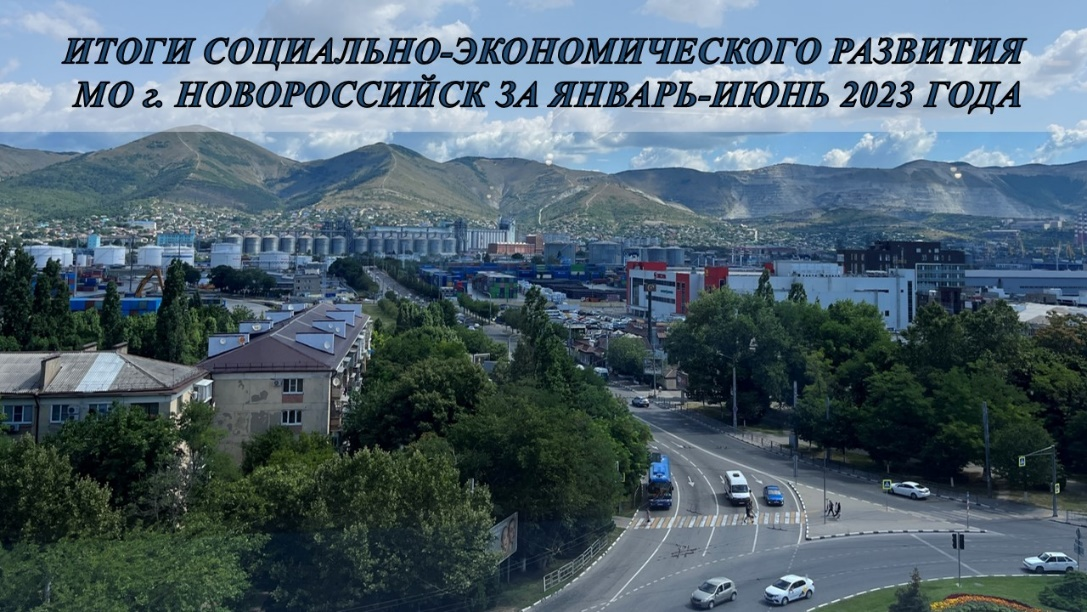 ИТОГИ СОЦИАЛЬНО-ЭКОНОМИЧЕСКОГО РАЗВИТИЯ
МО г. НОВОРОССИЙСК ЗА ЯНВАРЬ-ИЮНЬ 2023 ГОДА